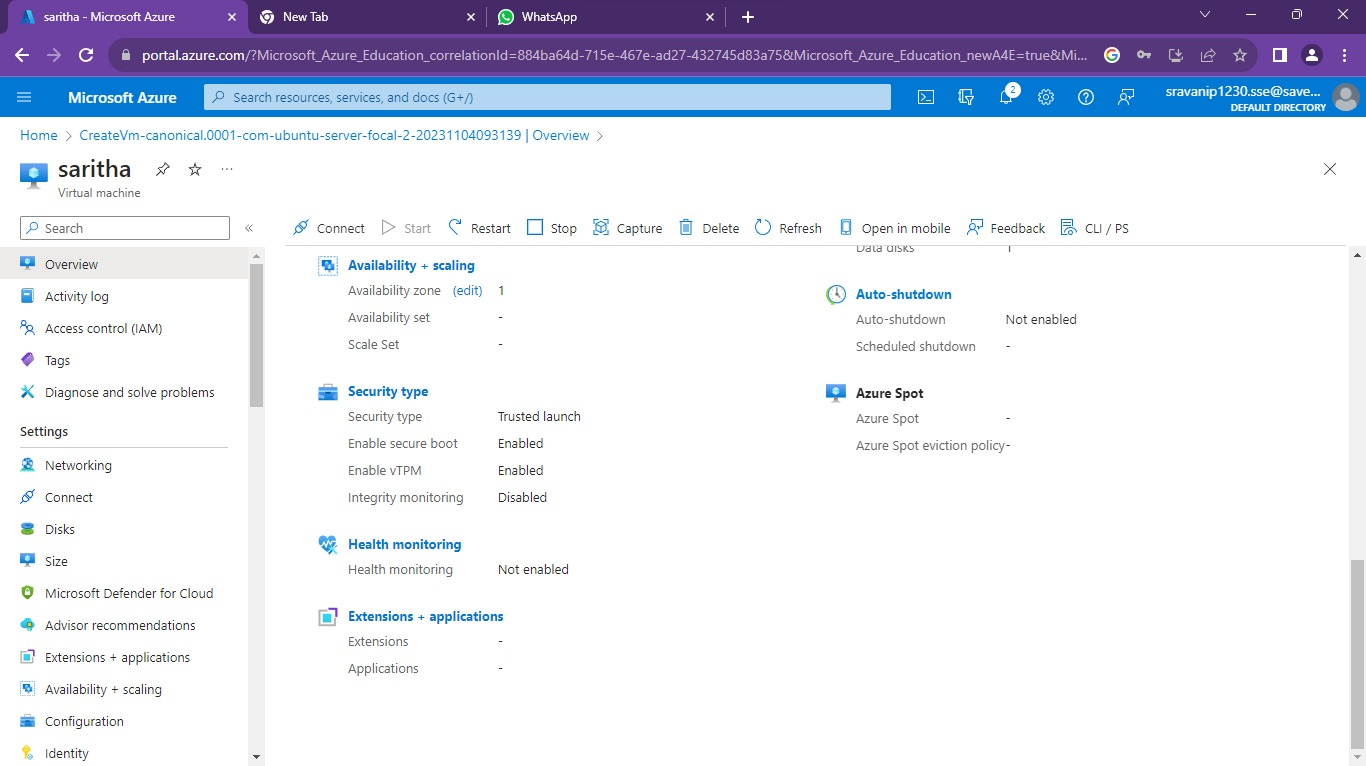 saritha - Microsoft Azure
New Tab
WhatsApp
portal.azure.com/?Microsoft_Azure_Education_correlationId=884ba64d-715e-467e-ad27-432745d83a75&Microsoft_Azure_Education_newA4E=true&Mi...
Microsoft Azure
Search resources, services, and docs (G+/)
2
sravanip1230.sse@save...
DEFAULT DIRECTORY
Home > CreateVm-canonical.0001-com-ubuntu-server-focal-2-20231104093139 | Overview >
saritha
Virtual machine
Search
Connect Start Restart Stop Capture Delete Refresh Open in mobile Feedback CLI / PS
Overview
Activity log
Access control (IAM)
Tags
Diagnose and solve problems
Settings
Networking
Connect
Disks
Size
Microsoft Defender for Cloud
Advisor recommendations
Extensions + applications
Availability + scaling
Configuration
Identity
Availability + scaling
Availability zone (edit) 1
Availability set -
Scale Set -
Security type
Security type Trusted launch
Enable secure boot Enabled
Enable vTPM Enabled
Integrity monitoring Disabled
Health monitoring
Health monitoring Not enabled
Extensions + applications
Extensions -
Applications -
Data disks 1
Auto-shutdown
Auto-shutdown Not enabled
Scheduled shutdown -
Azure Spot
Azure Spot -
Azure Spot eviction policy -